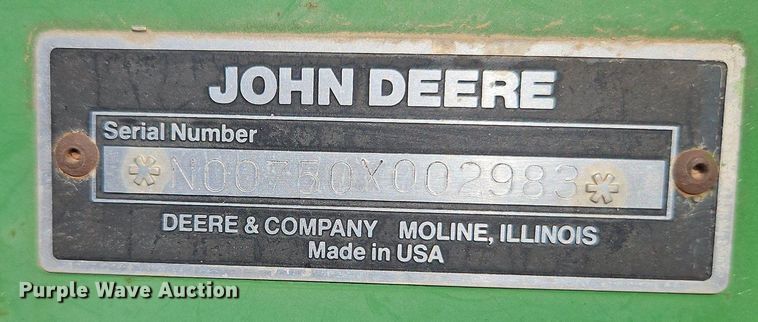 JOHN DEERE
Serial Number
*N00750X002983*
DEERE & COMPANY MOLINE, ILLINOIS
Made in USA
Purple Wave Auction